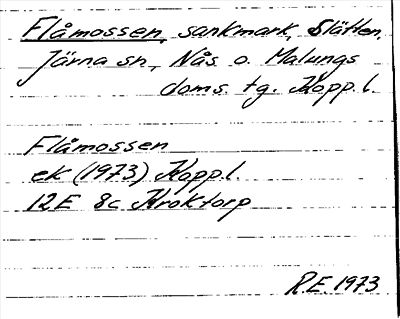 Flåmossen, sankmark, Slätten,
Järna sn, Nås o. Malungs
doms. tg. Kopp. l.
Flåmossen
ek (1973) Kopp. l.
12E 8c Kroktorp
R.E. 1973